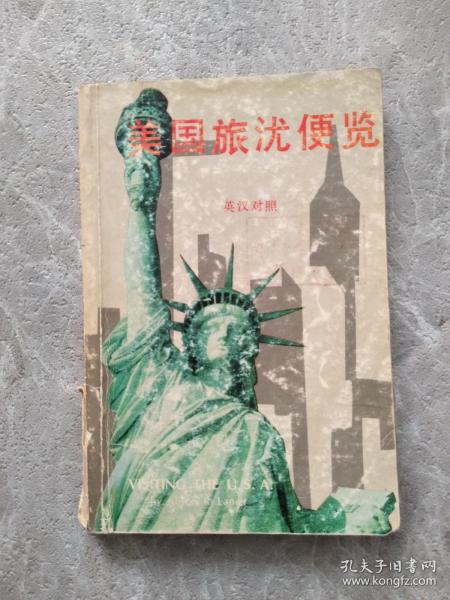 美国旅浼便览
英汉对照
VISITING THE U.S.A.
孔夫子旧书网
www.kongfz.com